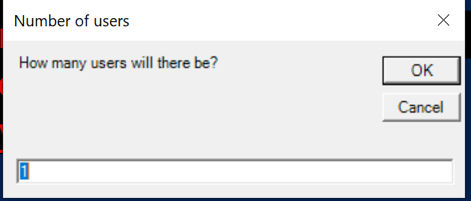 Number of users
How many users will there be?
OK
Cancel
1